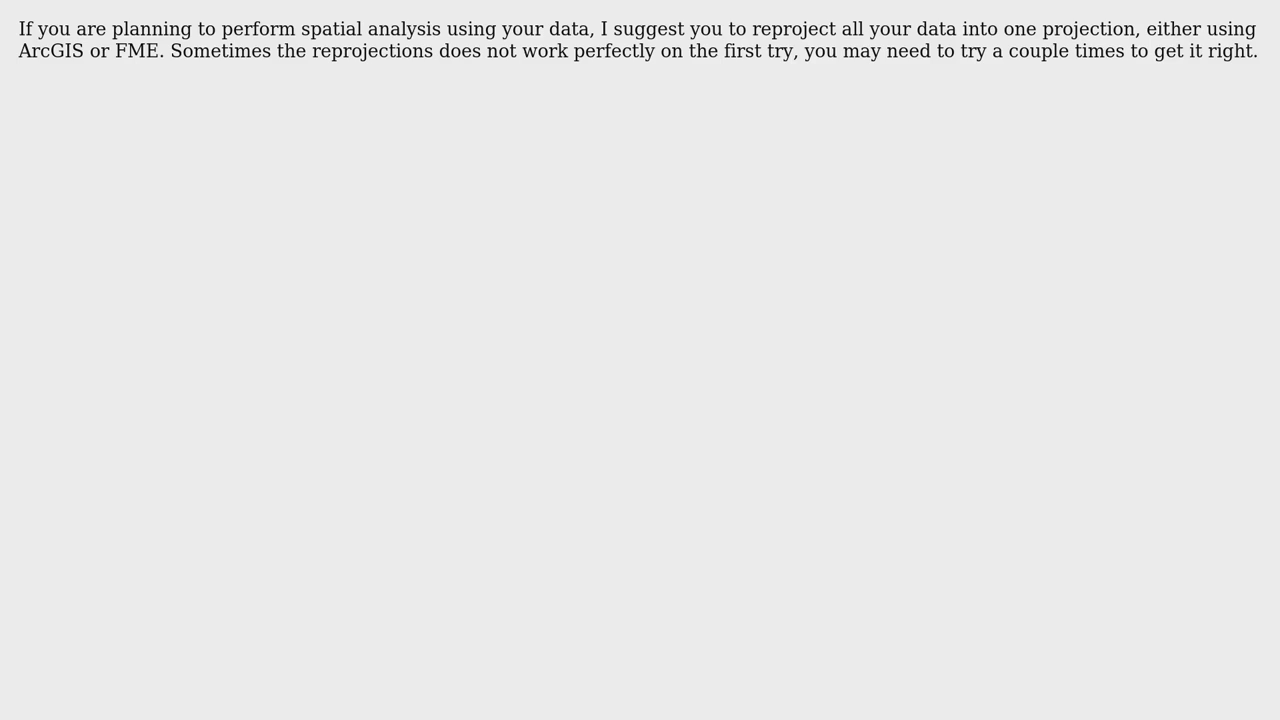 If you are planning to perform spatial analysis using your data, I suggest you to reproject all your data into one projection, either using
ArcGIS or FME. Sometimes the reprojections does not work perfectly on the first try, you may need to try a couple times to get it right.